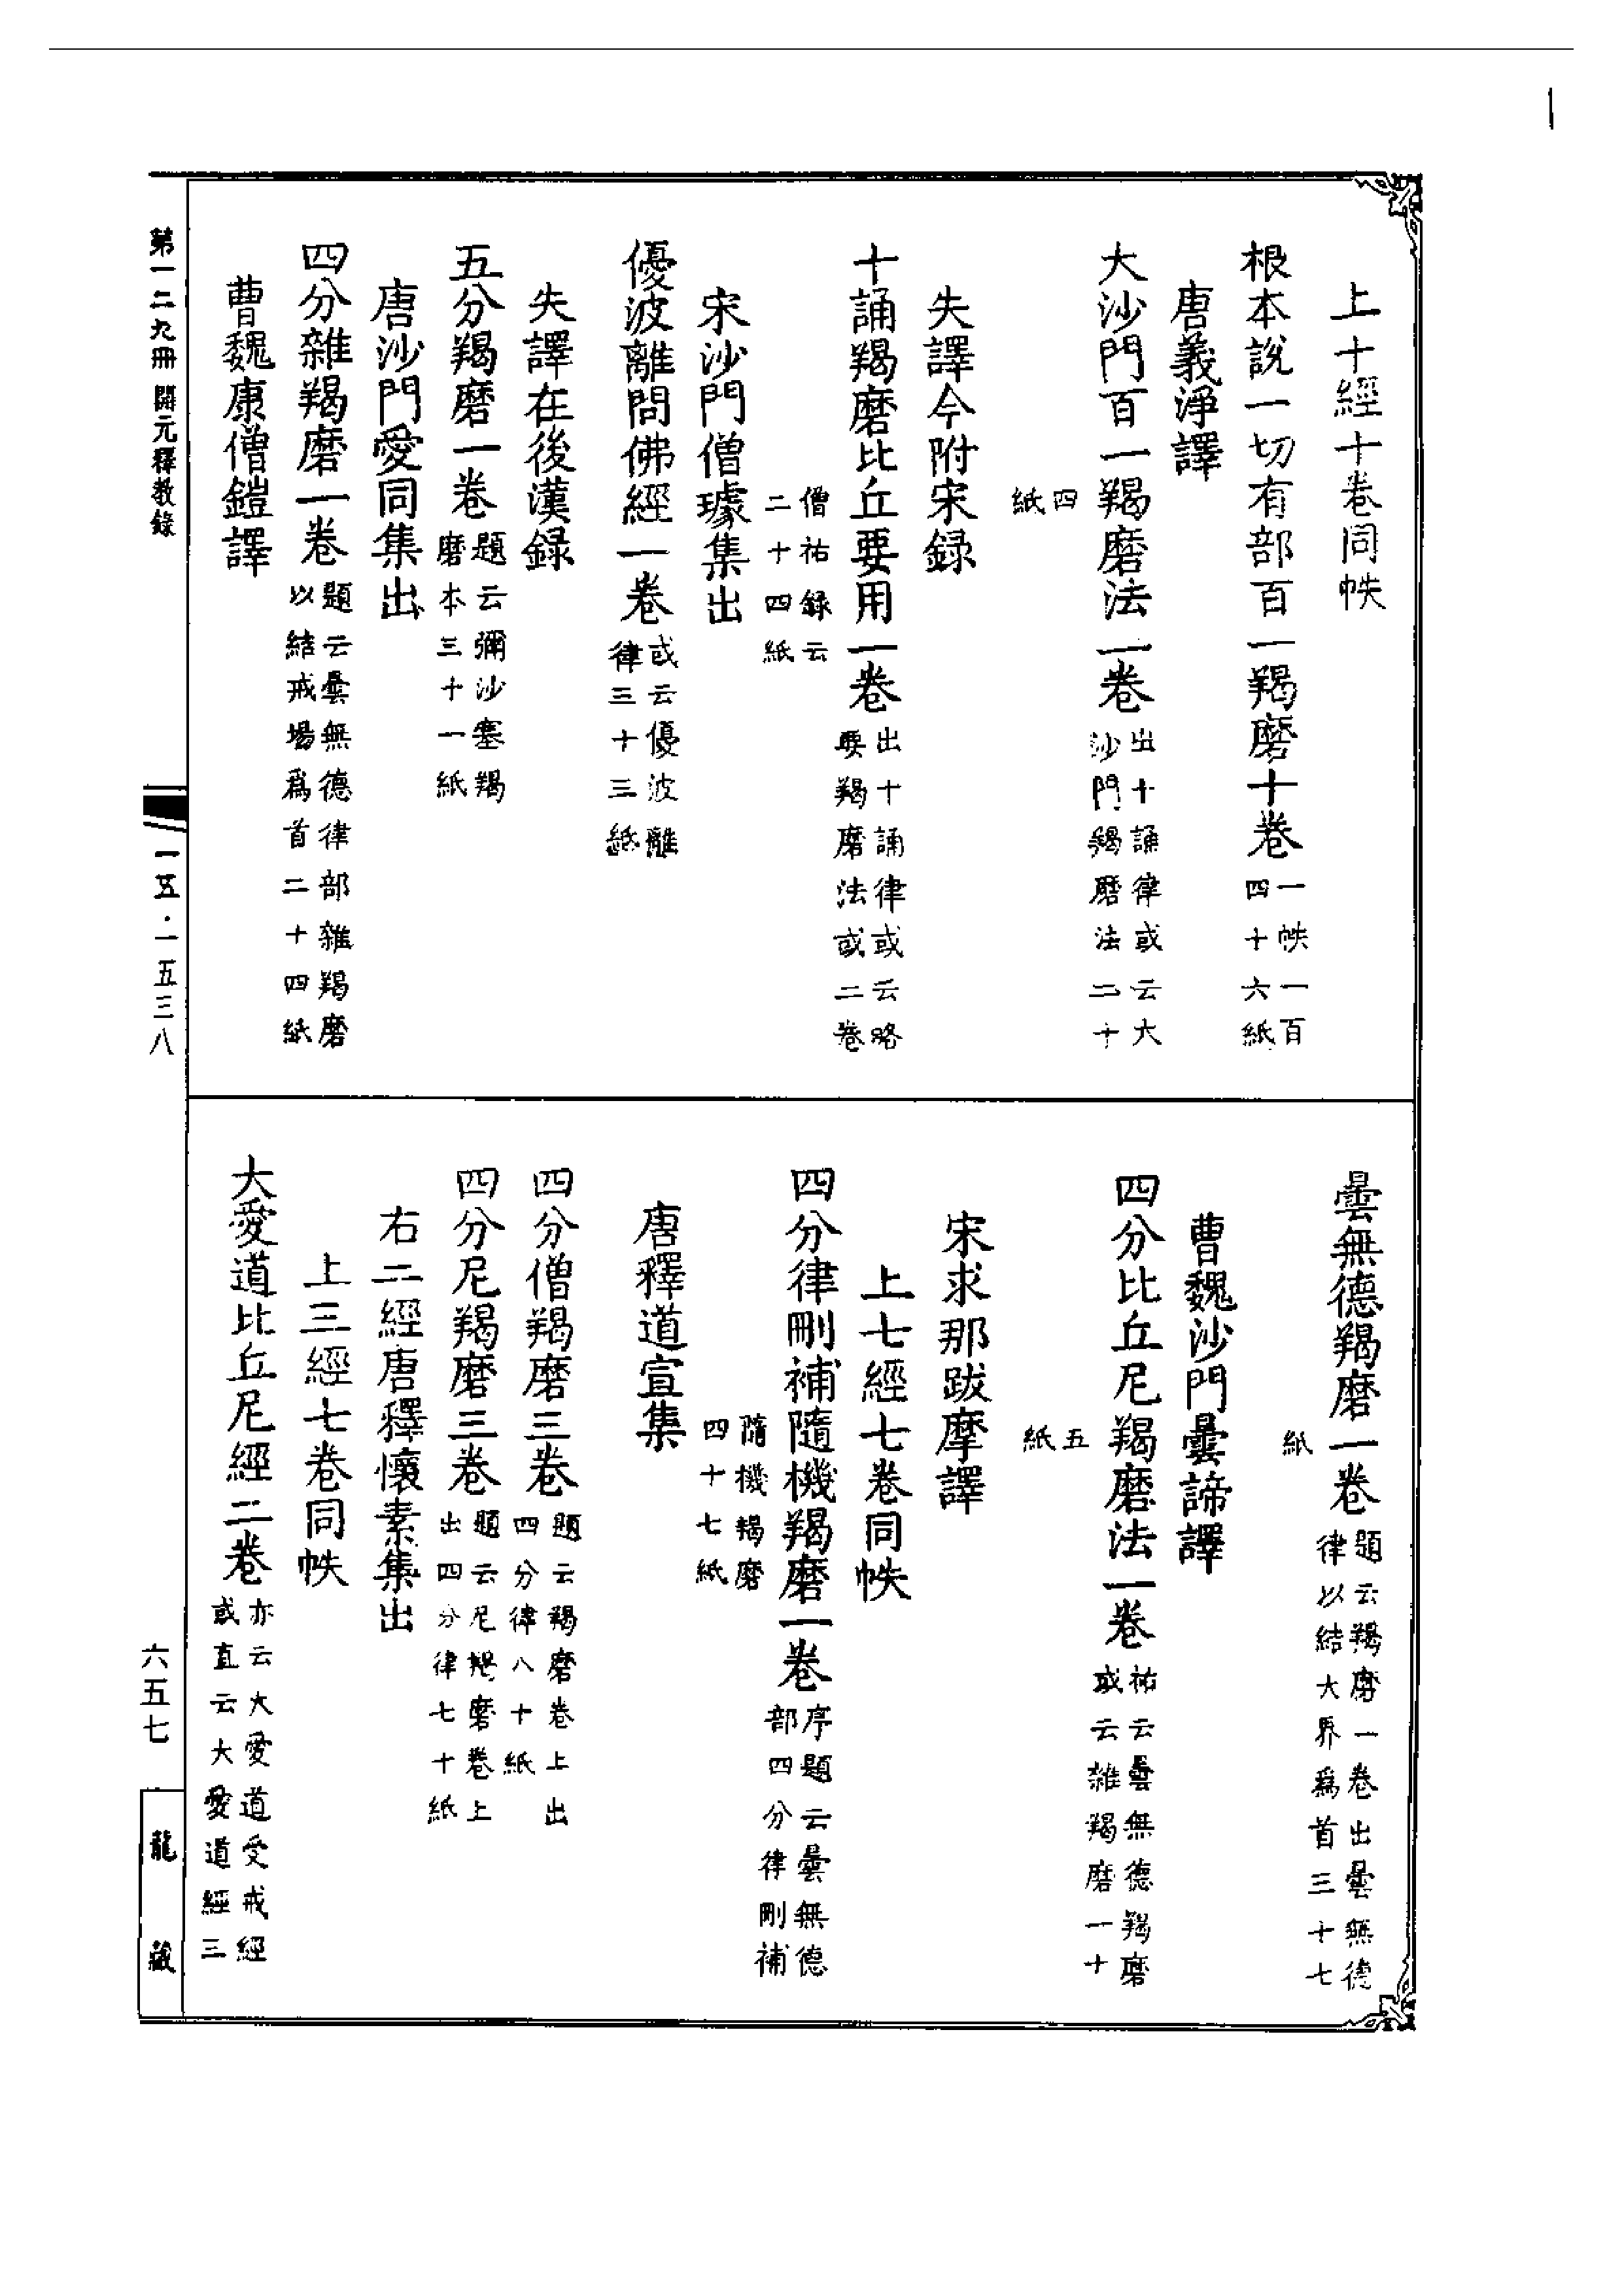 上十經十卷同帙
根本說一切有部百一羯磨十卷一帙一百四十六紙
唐義淨譯
大沙門百一羯磨法一卷出十誦律或云大沙門羯磨法二十
四紙
失譯今附宋録
十誦羯磨比丘要用一卷出十誦律或云略要羯磨法或二卷
僧祐録云二十四紙
宋沙門僧璩集出
優波離問佛經一卷或云優波離律三十三紙
失譯在後漢録
五分羯磨一卷題云彌沙塞羯磨本三十一紙
唐沙門愛同集出
四分雜羯磨一卷題云曇無德律部雜羯磨以結戒場爲首二十四紙
曹魏康僧鎧譯
曇無德羯磨一卷題云羯磨一卷出曇無德律以結大界爲首三十七
紙
曹魏沙門曇諦譯
四分比丘尼羯磨法一卷祐云曇無德羯磨或云雜羯磨一十
五紙
宋求那跋摩譯
上七經七卷同帙
四分律刪補隨機羯磨一卷序題云曇無德部四分律刪補
隨機羯磨四十七紙
唐釋道宣集
四分僧羯磨三卷題云羯磨卷上出四分律八十紙
四分尼羯磨三卷題云尼羯磨卷上出四分律七十紙
右二經唐釋懷素集出
上三經七卷同帙
大愛道比丘尼經二卷亦云大愛道受戒經或直云大愛道經三
第一二九冊 開元釋教錄
一五·一五三八
六五七
龍藏